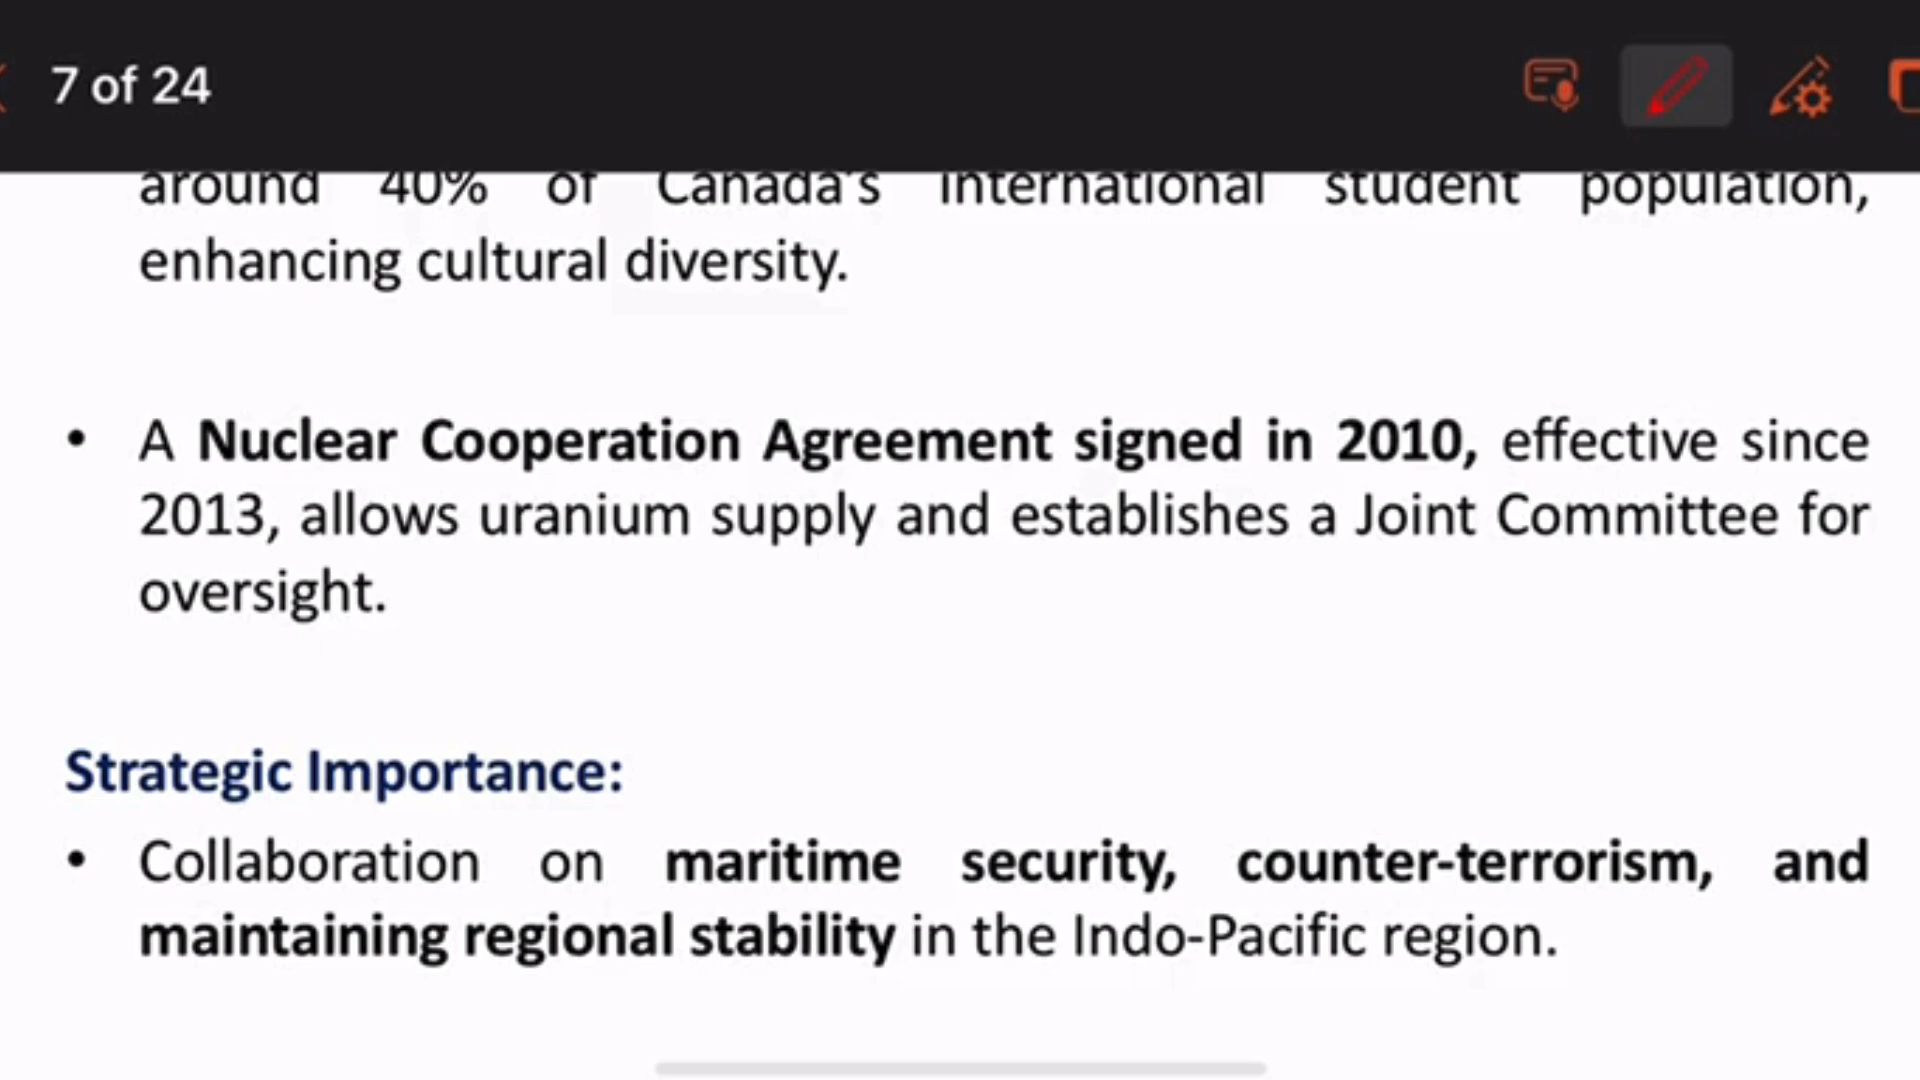 7 of 24
around 40% of Canada's international student population,
enhancing cultural diversity.
• A Nuclear Cooperation Agreement signed in 2010, effective since
2013, allows uranium supply and establishes a Joint Committee for
oversight.
Strategic Importance:
• Collaboration on maritime security, counter-terrorism, and
maintaining regional stability in the Indo-Pacific region.